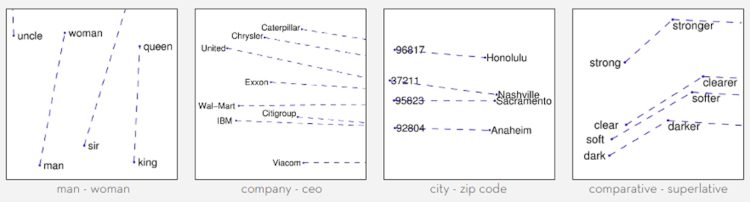 uncle
woman
queen
sir
man
king
man - woman
Caterpillar
Chrysler
United
Exxon
Wal-Mart
Citigroup
IBM
Viacom
company - ceo
96817
Honolulu
37211
Nashville
95823
Sacramento
92804
Anaheim
city - zip code
stronger
strong
clearer
softer
clear
darker
soft
dark
comparative - superlative